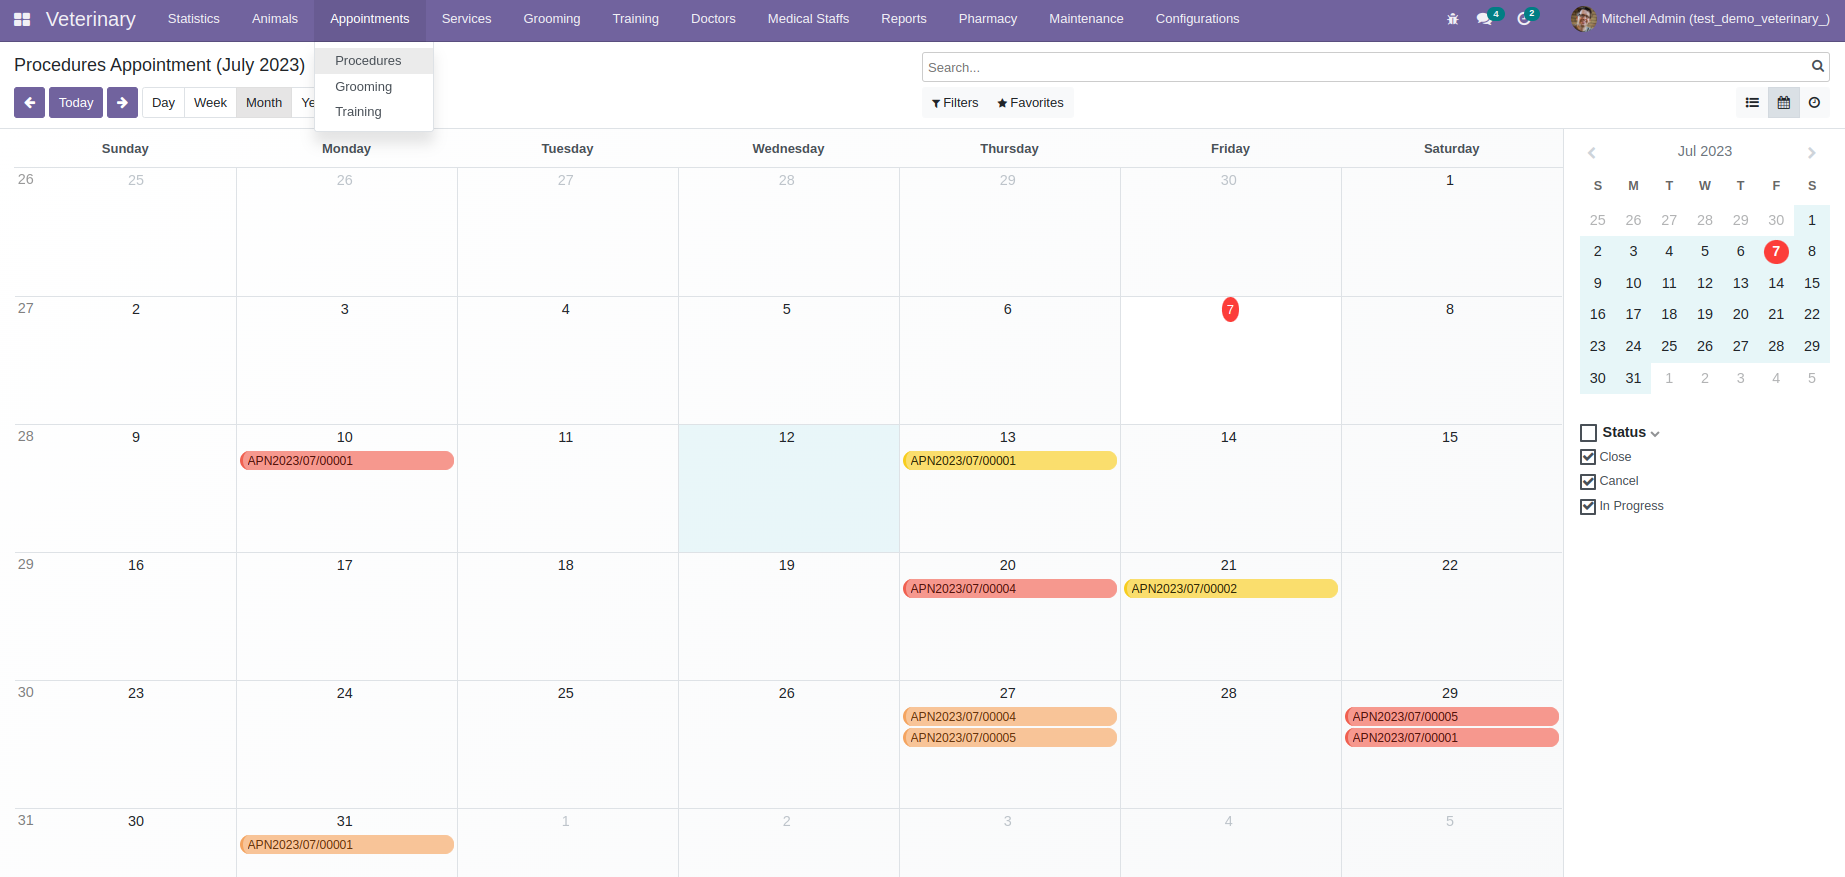 Veterinary Statistics Animals Appointments Services Grooming Training Doctors Medical Staffs Reports Pharmacy Maintenance Configurations 4 2 Mitchell Admin (test_demo_veterinary_)
Procedures
Grooming
Training
Procedures Appointment (July 2023)
Search...
Today Day Week Month Ye
Filters Favorites
Sunday Monday Tuesday Wednesday Thursday Friday Saturday
26 25 26 27 28 29 30 1
27 2 3 4 5 6 7 8
28 9 10 11 12 13 14 15
APN2023/07/00001 APN2023/07/00001
29 16 17 18 19 20 21 22
APN2023/07/00004 APN2023/07/00002
30 23 24 25 26 27 28 29
APN2023/07/00004 APN2023/07/00005
APN2023/07/00005 APN2023/07/00001
31 30 31 1 2 3 4 5
APN2023/07/00001
Jul 2023
S M T W T F S
25 26 27 28 29 30 1
2 3 4 5 6 7 8
9 10 11 12 13 14 15
16 17 18 19 20 21 22
23 24 25 26 27 28 29
30 31 1 2 3 4 5
Status
Close
Cancel
In Progress